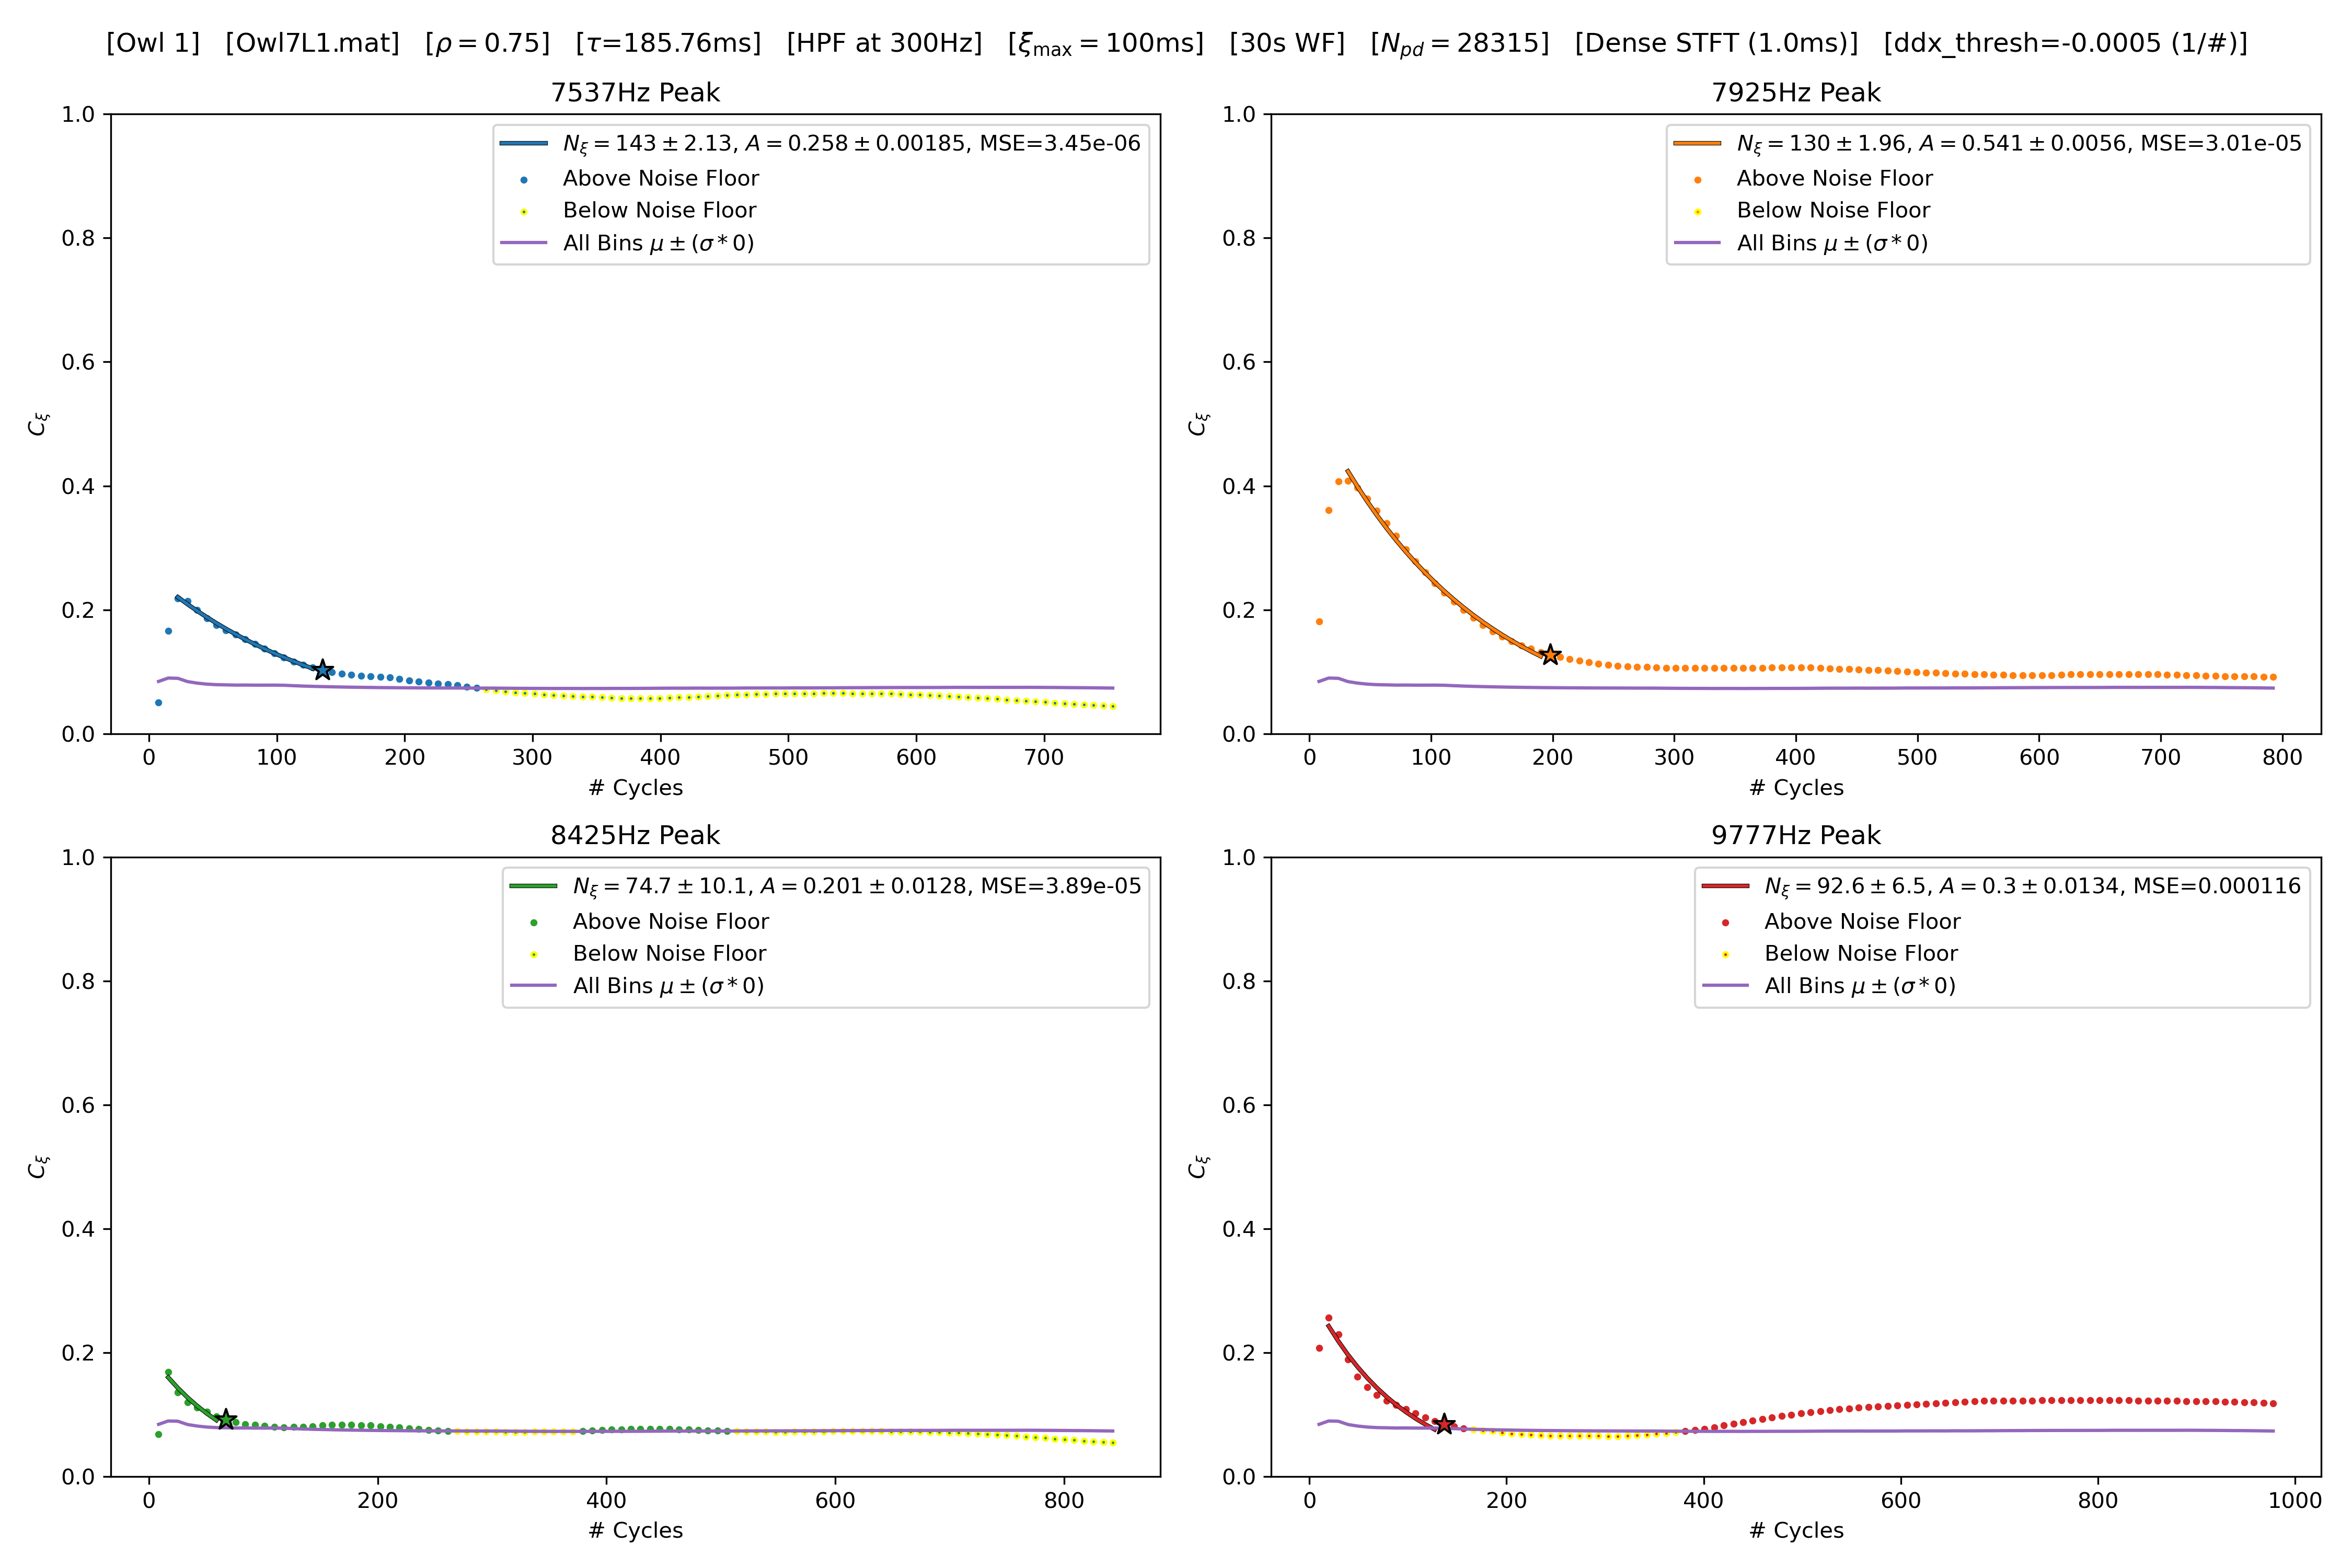 [Owl 1] [Owl7L1.mat] [ρ = 0.75] [τ=185.76ms] [HPF at 300Hz] [ξmax = 100ms] [30s WF] [Npd = 28315] [Dense STFT (1.0ms)] [ddx_thresh=-0.0005 (1/#)]
7537Hz Peak
Nξ = 143 ± 2.13, A = 0.258 ± 0.00185, MSE=3.45e-06
Above Noise Floor
Below Noise Floor
All Bins μ ± (σ * 0)
1.0
0.8
0.6
0.4
0.2
0.0
Cξ
0 100 200 300 400 500 600 700
# Cycles
7925Hz Peak
Nξ = 130 ± 1.96, A = 0.541 ± 0.0056, MSE=3.01e-05
Above Noise Floor
Below Noise Floor
All Bins μ ± (σ * 0)
1.0
0.8
0.6
0.4
0.2
0.0
Cξ
0 100 200 300 400 500 600 700 800
# Cycles
8425Hz Peak
Nξ = 74.7 ± 10.1, A = 0.201 ± 0.0128, MSE=3.89e-05
Above Noise Floor
Below Noise Floor
All Bins μ ± (σ * 0)
1.0
0.8
0.6
0.4
0.2
0.0
Cξ
0 200 400 600 800
# Cycles
9777Hz Peak
Nξ = 92.6 ± 6.5, A = 0.3 ± 0.0134, MSE=0.000116
Above Noise Floor
Below Noise Floor
All Bins μ ± (σ * 0)
1.0
0.8
0.6
0.4
0.2
0.0
Cξ
0 200 400 600 800 1000
# Cycles